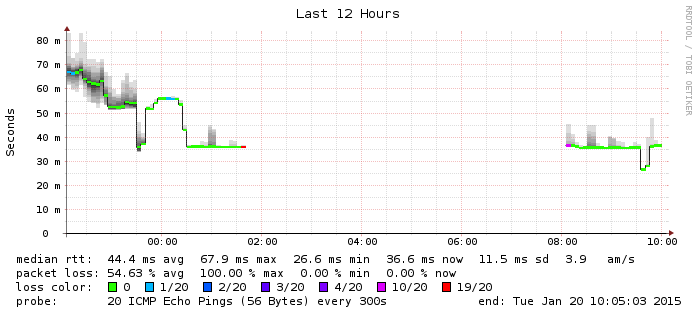 Last 12 Hours
RRDTOOL / TOBI OETIKER
Seconds
80 m
70 m
60 m
50 m
40 m
30 m
20 m
10 m
0
00:00 02:00 04:00 06:00 08:00 10:00
median rtt: 44.4 ms avg 67.9 ms max 26.6 ms min 36.6 ms now 11.5 ms sd 3.9 am/s
packet loss: 54.63 % avg 100.00 % max 0.00 % min 0.00 % now
loss color: 0 1/20 2/20 3/20 4/20 10/20 19/20
probe: 20 ICMP Echo Pings (56 Bytes) every 300s end: Tue Jan 20 10:05:03 2015